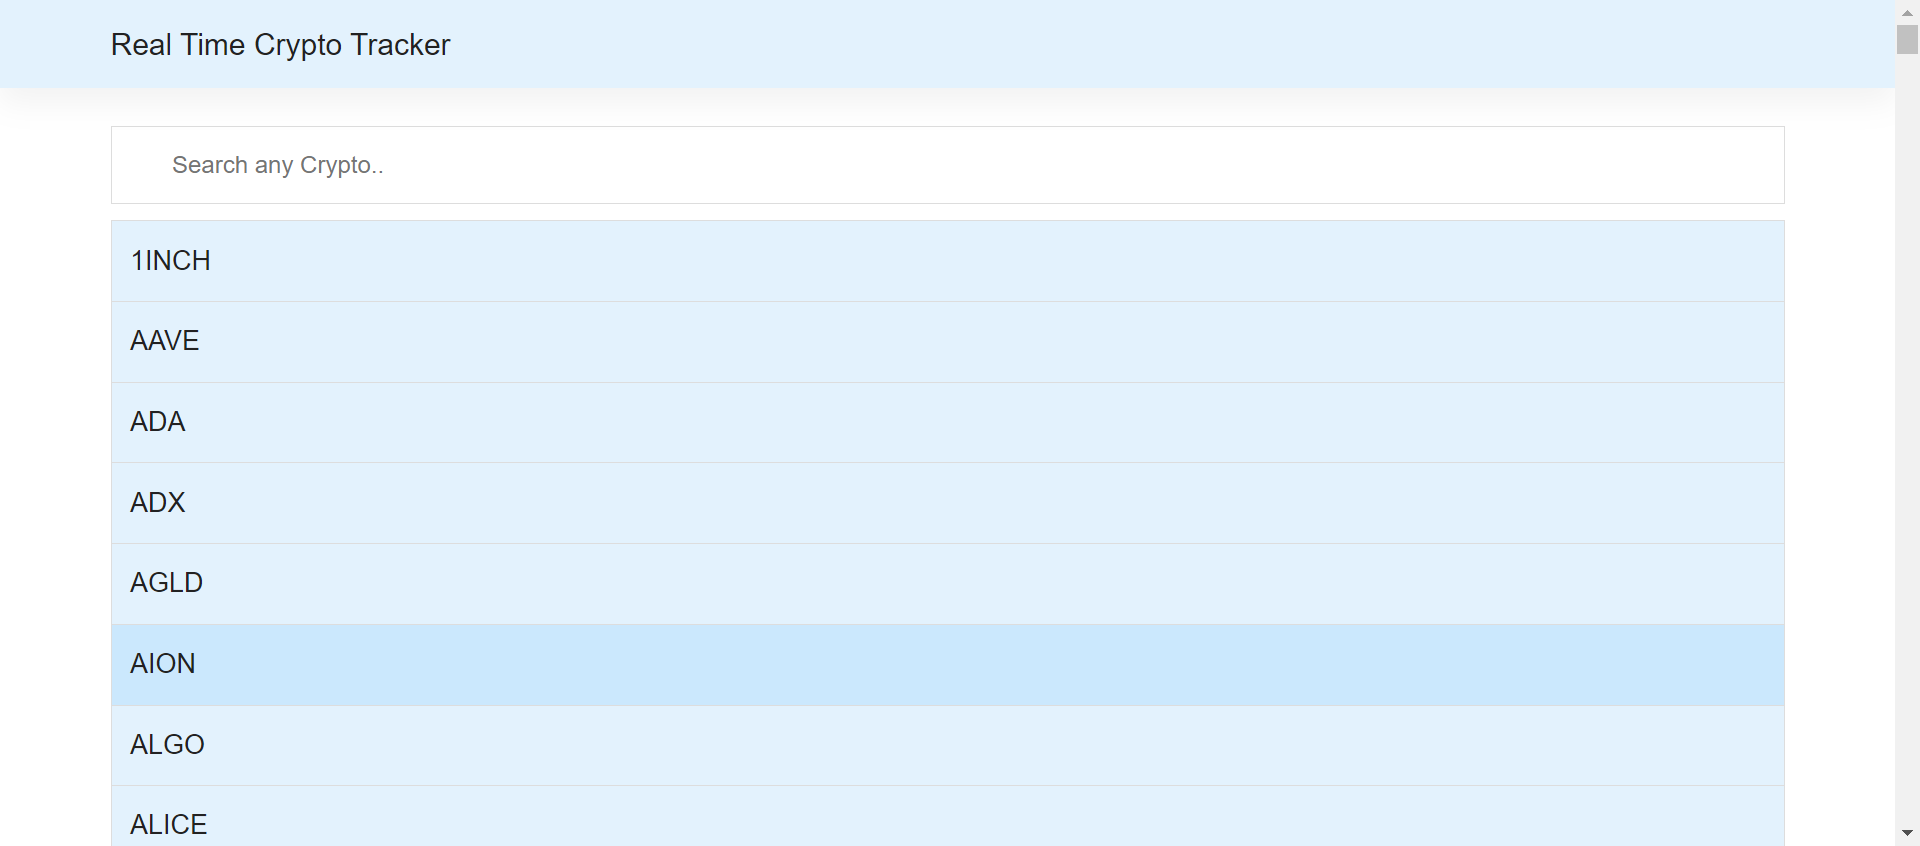 Real Time Crypto Tracker
Search any Crypto..
1INCH
AAVE
ADA
ADX
AGLD
AION
ALGO
ALICE